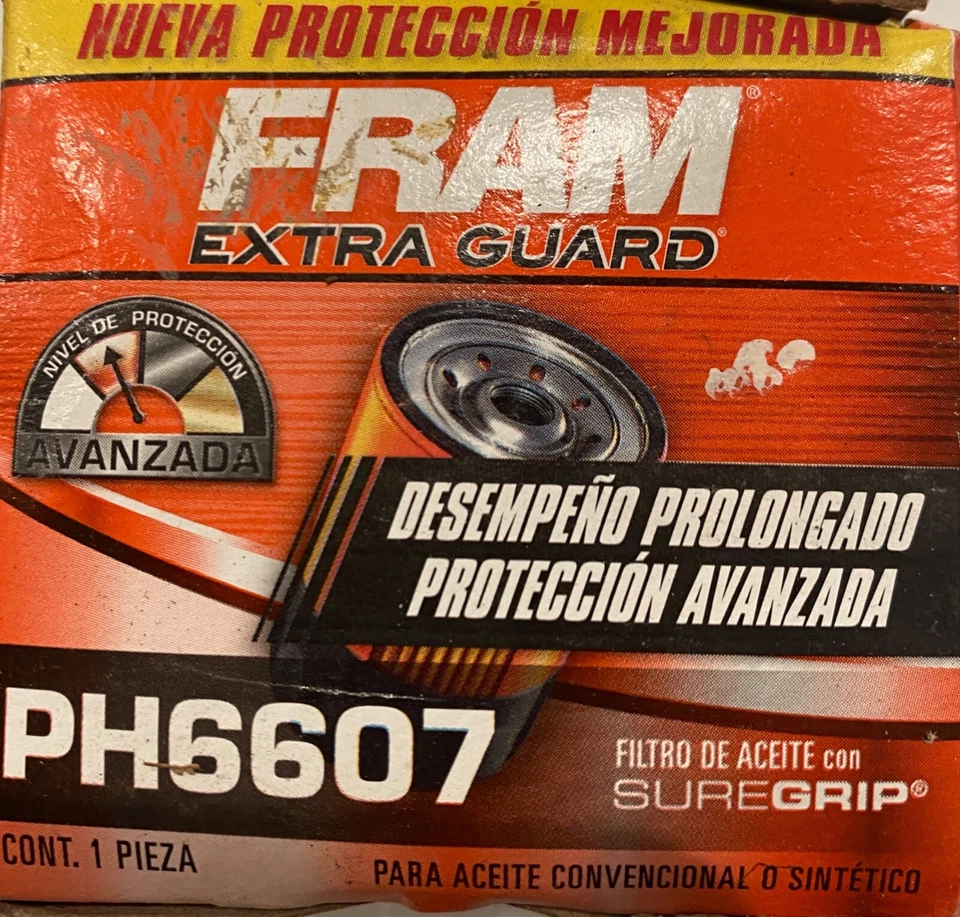 NUEVA PROTECCIÓN MEJORADA
FRAM®
EXTRA GUARD®
NIVEL DE PROTECCIÓN
AVANZADA
DESEMPEÑO PROLONGADO
PROTECCIÓN AVANZADA
PH6607
FILTRO DE ACEITE con
SUREGRIP®
CONT. 1 PIEZA
PARA ACEITE CONVENCIONAL O SINTÉTICO